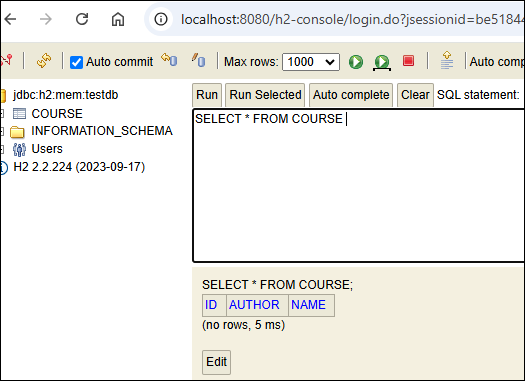 localhost:8080/h2-console/login.do?jsessionid=be5184
Auto commit Max rows: 1000 Auto comp
jdbc:h2:mem:testdb
COURSE
INFORMATION_SCHEMA
Users
H2 2.2.224 (2023-09-17)
Run Run Selected Auto complete Clear SQL statement:
SELECT * FROM COURSE
SELECT * FROM COURSE;
ID AUTHOR NAME
(no rows, 5 ms)
Edit